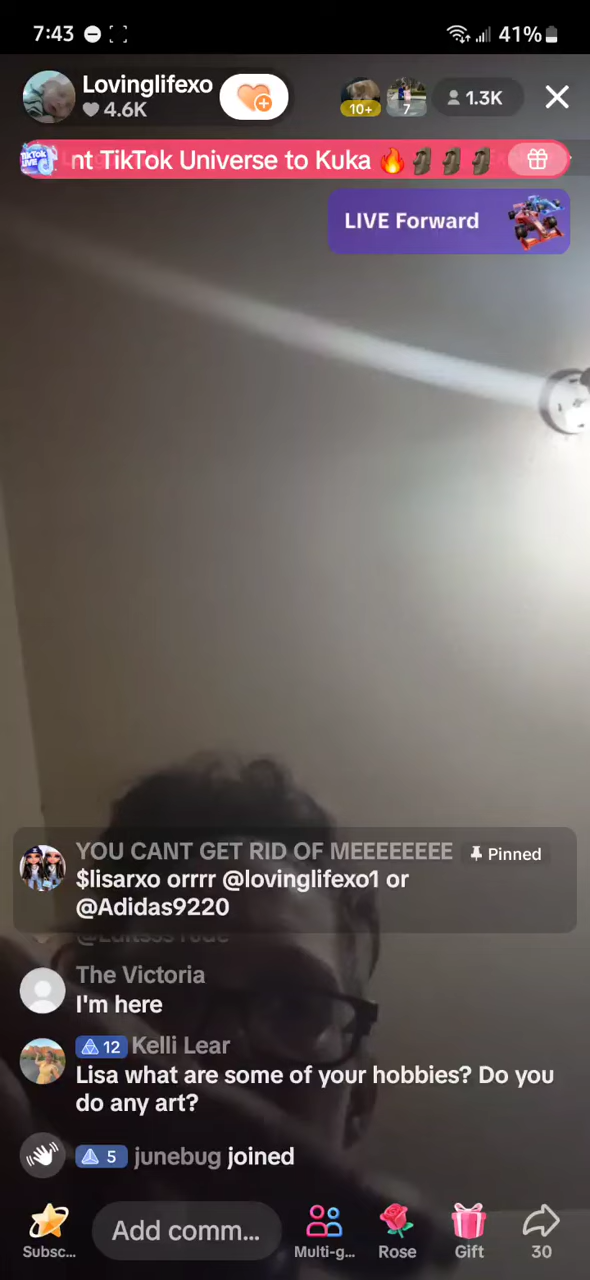 7:43
41%
Lovinglifexo
4.6K
10+
7
1.3K
nt TikTok Universe to Kuka 🔥🗿🗿🗿
LIVE Forward
YOU CANT GET RID OF MEEEEEEE
Pinned
$lisarxo orrrr @lovinglifexo1 or
@Adidas9220
The Victoria
I'm here
12 Kelli Lear
Lisa what are some of your hobbies? Do you
do any art?
5 junebug joined
Subsc...
Add comm...
Multi-g...
Rose
Gift
30